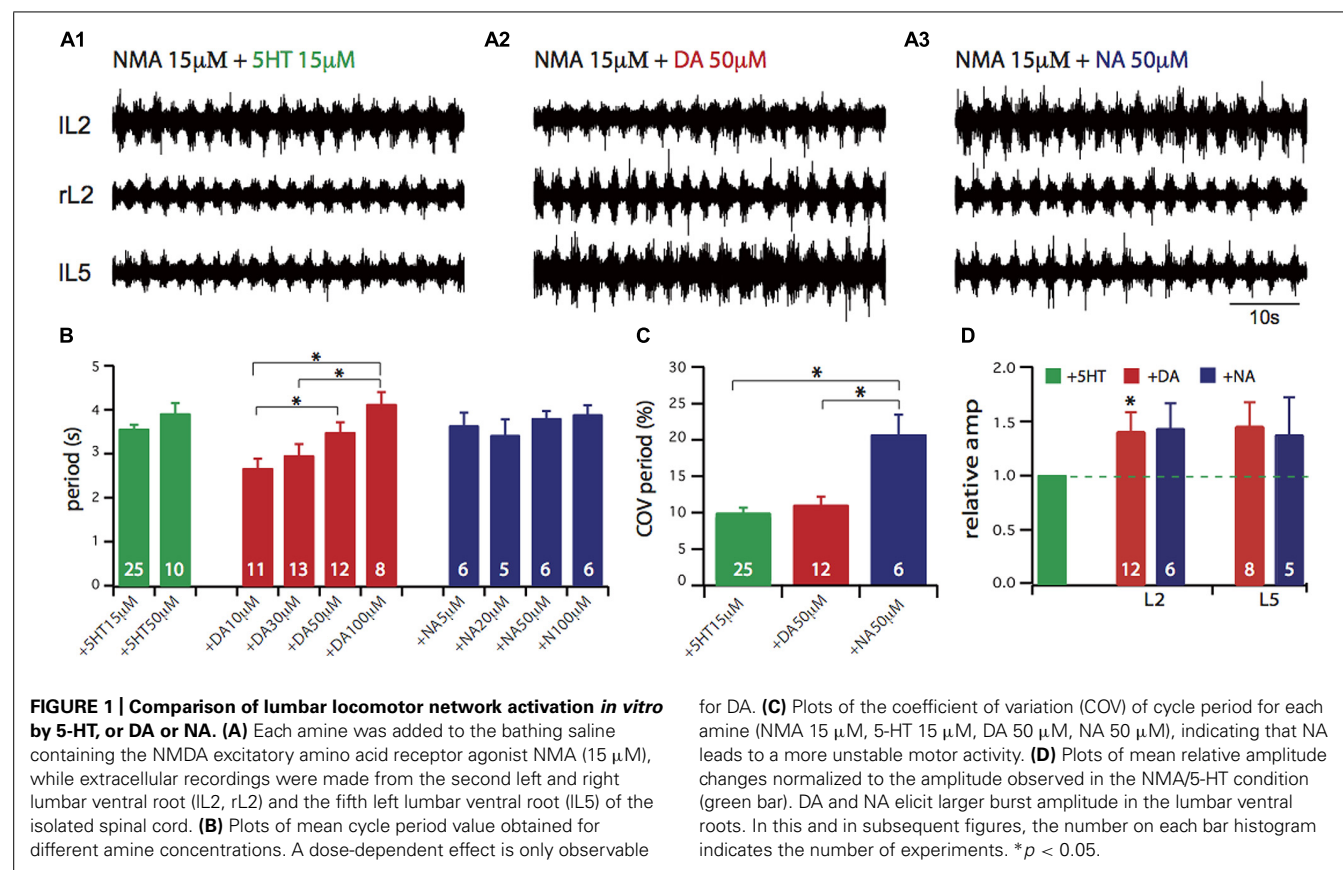 A1
NMA 15μM + 5HT 15μM
A2
NMA 15μM + DA 50μM
A3
NMA 15μM + NA 50μM
lL2
rL2
lL5
10s
B
period (s)
5
4
3
2
1
0
* * *
25 10 11 13 12 8 6 5 6 6
+5HT15μM
+5HT50μM
+DA10μM
+DA30μM
+DA50μM
+DA100μM
+NA5μM
+NA20μM
+NA50μM
+N100μM
C
COV period (%)
30
25
20
15
10
5
0
* *
25 12 6
+5HT15μM
+DA50μM
+NA50μM
D
relative amp
2.0
1.5
1.0
0.5
0.0
+5HT +DA +NA
*
12 6 8 5
L2 L5
FIGURE 1 | Comparison of lumbar locomotor network activation in vitro
by 5-HT, or DA or NA. (A) Each amine was added to the bathing saline
containing the NMDA excitatory amino acid receptor agonist NMA (15 μM),
while extracellular recordings were made from the second left and right
lumbar ventral root (lL2, rL2) and the fifth left lumbar ventral root (lL5) of the
isolated spinal cord. (B) Plots of mean cycle period value obtained for
different amine concentrations. A dose-dependent effect is only observable
for DA. (C) Plots of the coefficient of variation (COV) of cycle period for each
amine (NMA 15 μM, 5-HT 15 μM, DA 50 μM, NA 50 μM), indicating that NA
leads to a more unstable motor activity. (D) Plots of mean relative amplitude
changes normalized to the amplitude observed in the NMA/5-HT condition
(green bar). DA and NA elicit larger burst amplitude in the lumbar ventral
roots. In this and in subsequent figures, the number on each bar histogram
indicates the number of experiments. *p < 0.05.